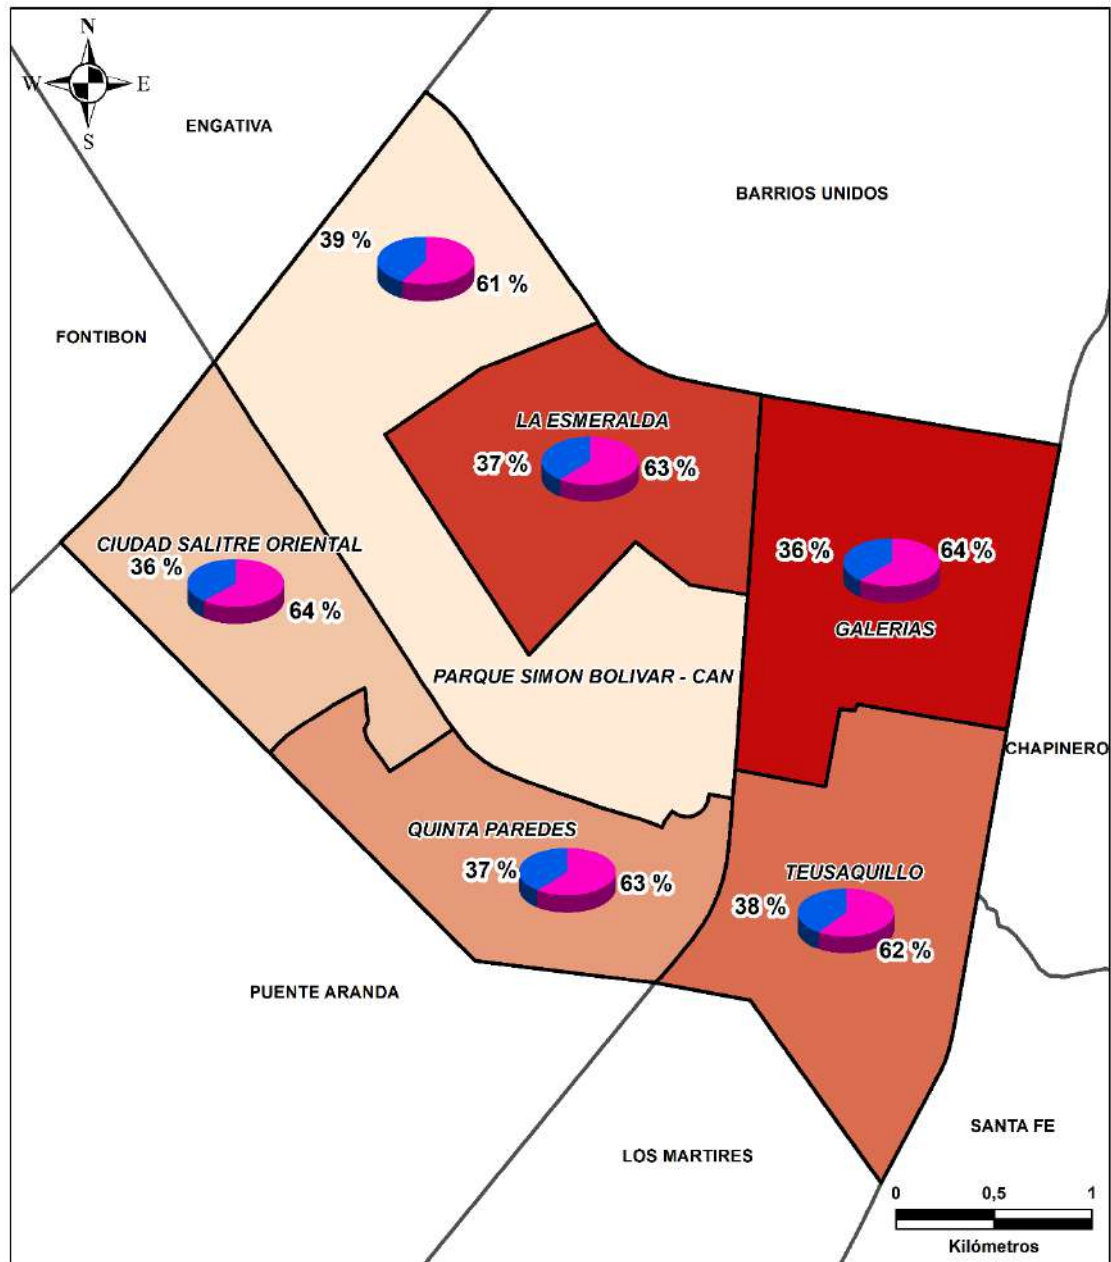 N
W
E
S
ENGATIVA
BARRIOS UNIDOS
39 %
61 %
FONTIBON
LA ESMERALDA
37 %
63 %
CIUDAD SALITRE ORIENTAL
36 %
64 %
36 %
64 %
GALERIAS
PARQUE SIMON BOLIVAR - CAN
CHAPINERO
QUINTA PAREDES
37 %
63 %
TEUSAQUILLO
38 %
62 %
PUENTE ARANDA
LOS MARTIRES
SANTA FE
0 0,5 1
Kilómetros